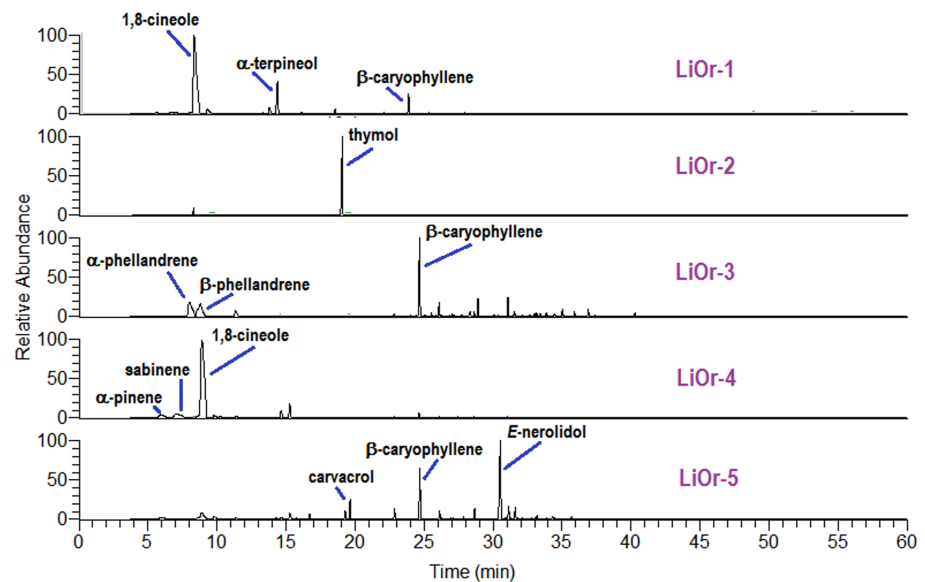 1,8-cineole
α-terpineol
β-caryophyllene
LiOr-1
100
50
0
thymol
LiOr-2
100
50
0
β-caryophyllene
α-phellandrene
β-phellandrene
LiOr-3
100
50
0
1,8-cineole
sabinene
α-pinene
LiOr-4
100
50
0
E-nerolidol
β-caryophyllene
carvacrol
LiOr-5
100
50
0
Relative Abundance
0 5 10 15 20 25 30 35 40 45 50 55 60
Time (min)